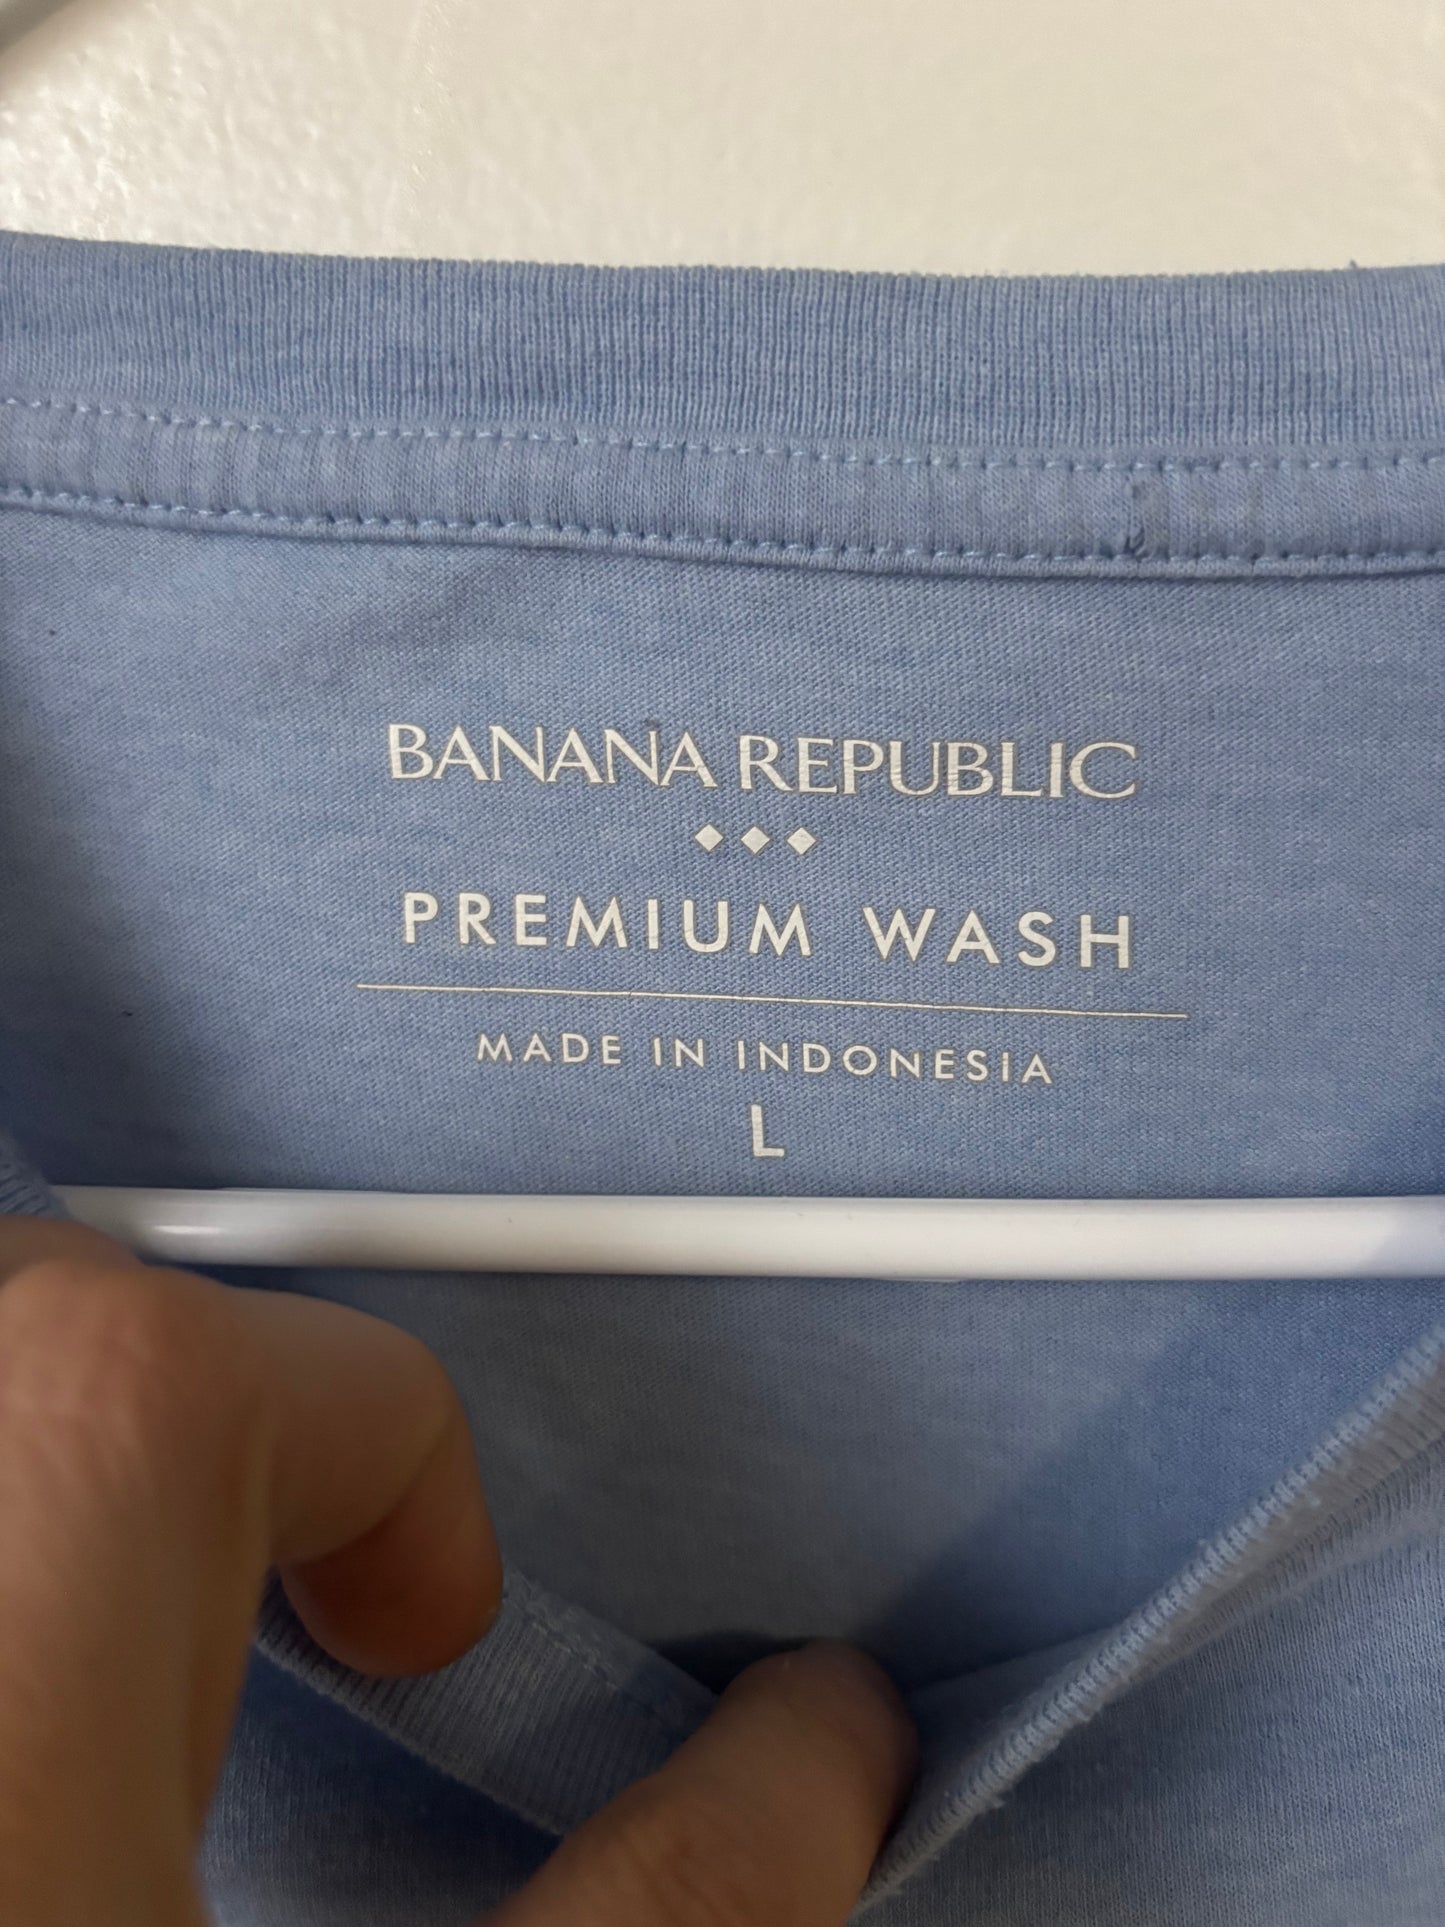 BANANA REPUBLIC
PREMIUM WASH
MADE IN INDONESIA
L